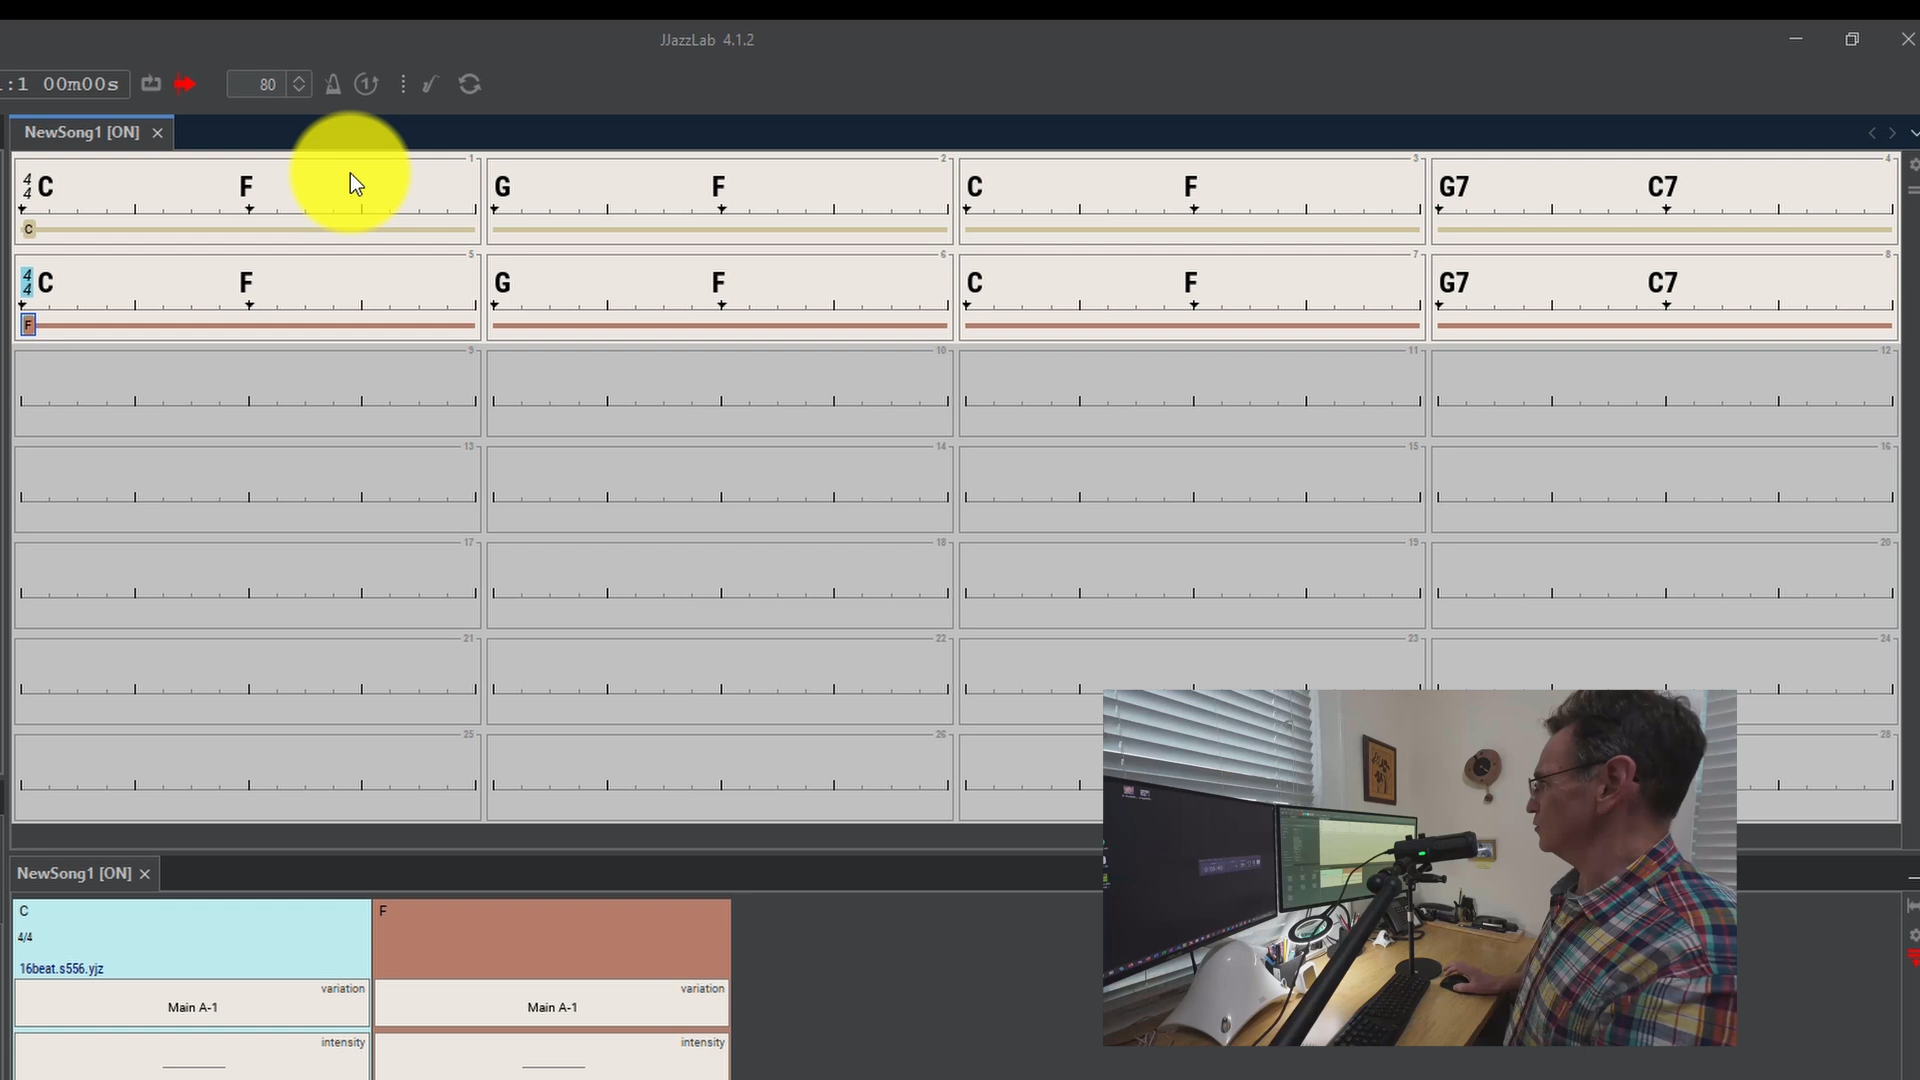 JJazzLab 4.1.2
:1 00m00s 80 1
NewSong1 [ON]
1 2 3 4
4/4 C F G F C F G7 C7
C
5 6 7 8
4/4 C F G F C F G7 C7
F
9 10 11 12
13 14 15 16
17 18 19 20
21 22 23 24
25 26 28
NewSong1 [ON]
C F
4/4
16beat.s556.yjz
variation variation
Main A-1 Main A-1
intensity intensity